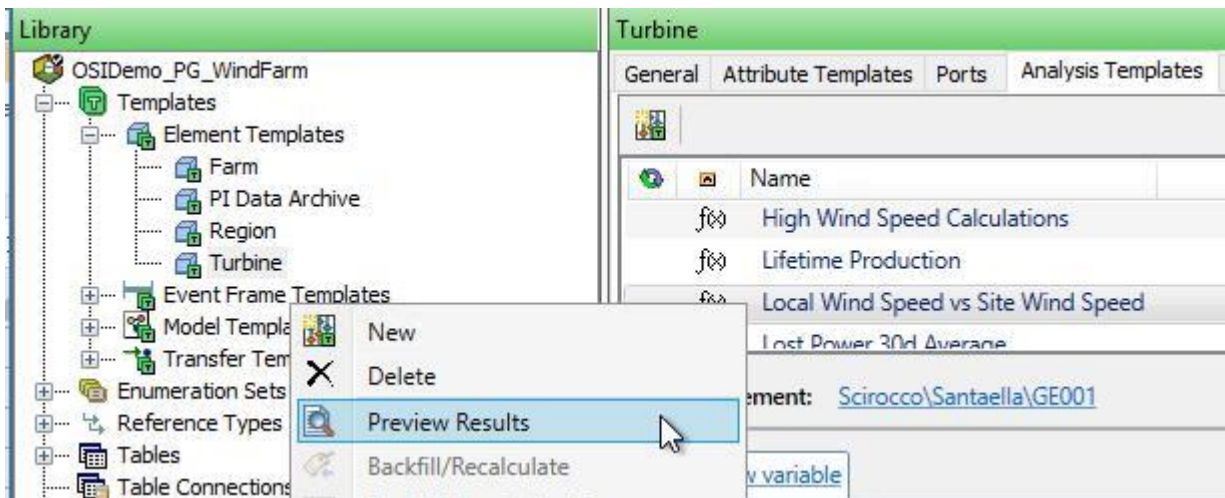 Library
OSIDemo_PG_WindFarm
Templates
Element Templates
Farm
PI Data Archive
Region
Turbine
Event Frame Templates
Model Templa
Transfer Tem
Enumeration Sets
Reference Types
Tables
Table Connections
New
Delete
Preview Results
Backfill/Recalculate
Turbine
General Attribute Templates Ports Analysis Templates
Name
f(x) High Wind Speed Calculations
f(x) Lifetime Production
f(x) Local Wind Speed vs Site Wind Speed
Lost Power 30d Average
ement: Scirocco\Santaella\GE001
w variable